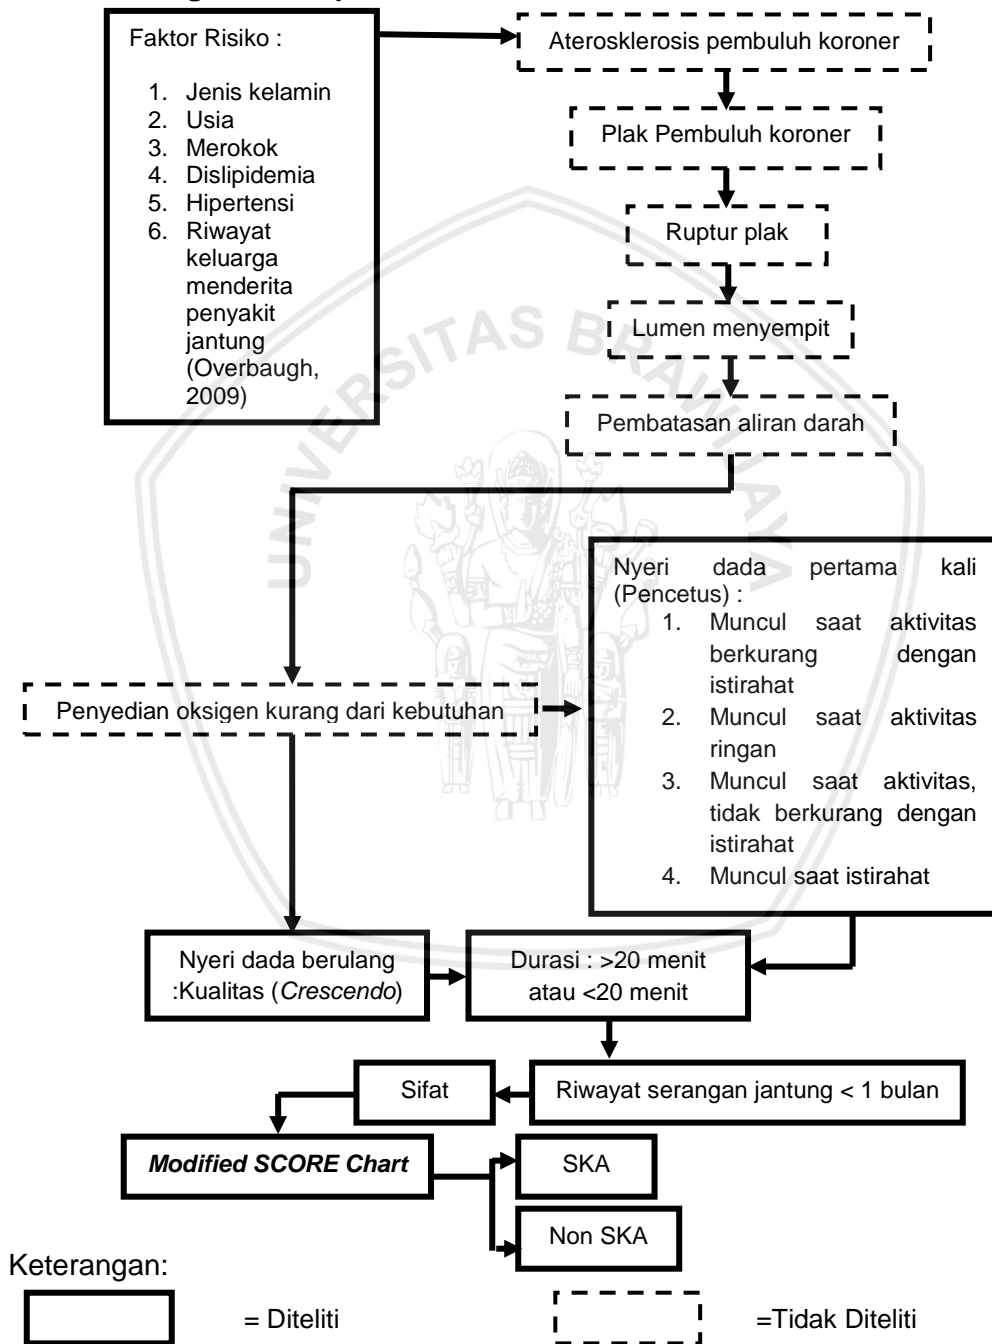 Faktor Risiko :
1. Jenis kelamin
2. Usia
3. Merokok
4. Dislipidemia
5. Hipertensi
6. Riwayat
keluarga
menderita
penyakit
jantung
(Overbaugh,
2009)
Aterosklerosis pembuluh koroner
Plak Pembuluh koroner
Ruptur plak
Lumen menyempit
Pembatasan aliran darah
UNIVERSITAS BRAWIJAYA
Nyeri dada pertama kali
(Pencetus) :
1. Muncul saat aktivitas
berkurang dengan
istirahat
2. Muncul saat aktivitas
ringan
3. Muncul saat aktivitas,
tidak berkurang dengan
istirahat
4. Muncul saat istirahat
Penyedian oksigen kurang dari kebutuhan
Nyeri dada berulang
:Kualitas (Crescendo)
Durasi : >20 menit
atau <20 menit
Sifat
Riwayat serangan jantung < 1 bulan
Modified SCORE Chart
SKA
Non SKA
Keterangan:
= Diteliti
=Tidak Diteliti